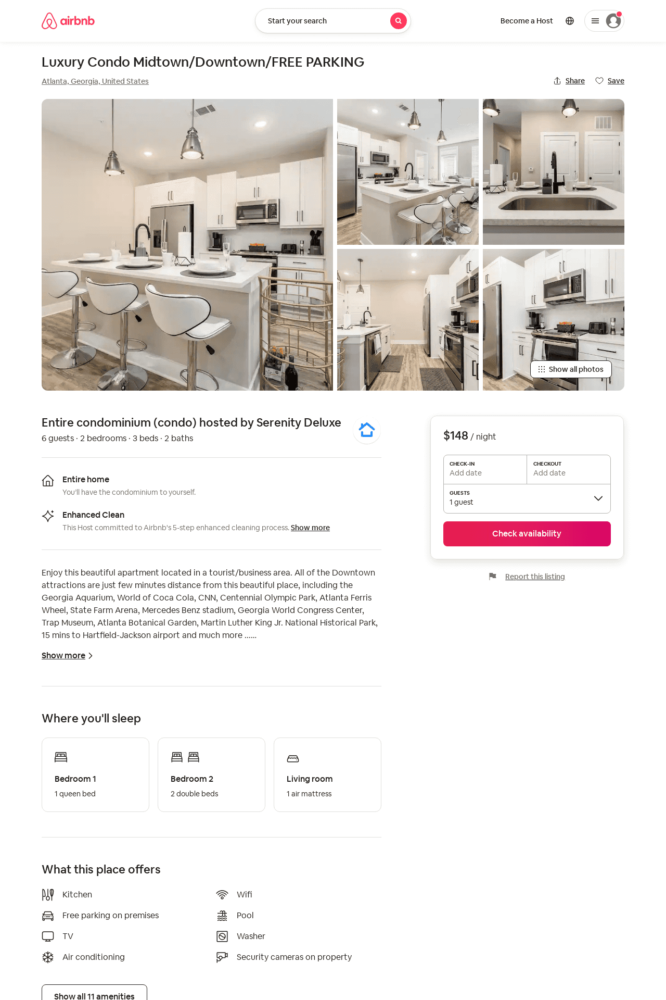 airbnb
Start your search
Become a Host
Luxury Condo Midtown/Downtown/FREE PARKING
Atlanta, Georgia, United States
Share
Save
Show all photos
Entire condominium (condo) hosted by Serenity Deluxe
6 guests · 2 bedrooms · 3 beds · 2 baths
Entire home
You’ll have the condominium to yourself.
Enhanced Clean
This Host committed to Airbnb's 5-step enhanced cleaning process. Show more
Enjoy this beautiful apartment located in a tourist/business area. All of the Downtown
attractions are just few minutes distance from this beautiful place, including the
Georgia Aquarium, World of Coca Cola, CNN, Centennial Olympic Park, Atlanta Ferris
Wheel, State Farm Arena, Mercedes Benz stadium, Georgia World Congress Center,
Trap Museum, Atlanta Botanical Garden, Martin Luther King Jr. National Historical Park,
15 mins to Hartfield-Jackson airport and much more ...…
Show more
$148 / night
CHECK-IN
Add date
CHECKOUT
Add date
GUESTS
1 guest
Check availability
Report this listing
Where you'll sleep
Bedroom 1
1 queen bed
Bedroom 2
2 double beds
Living room
1 air mattress
What this place offers
Kitchen
Wifi
Free parking on premises
Pool
TV
Washer
Air conditioning
Security cameras on property
Show all 11 amenities